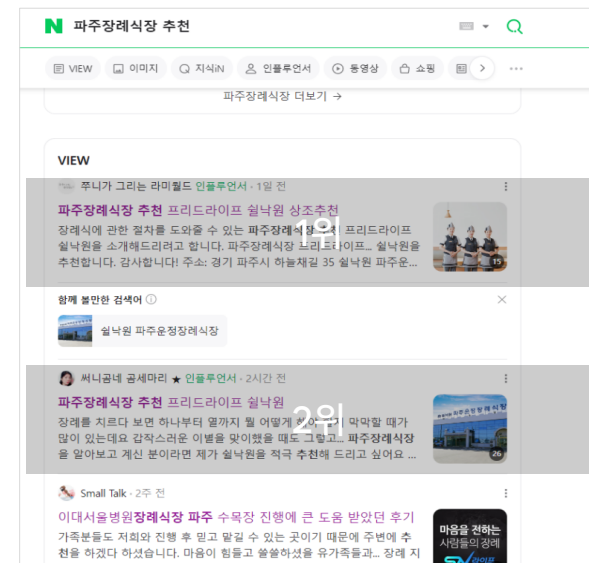 N 파주장례식장 추천
VIEW 이미지 지식iN 인플루언서 동영상 쇼핑
파주장례식장 더보기 →
VIEW
쭈니가 그리는 라미월드 인플루언서 · 1일 전
파주장례식장 추천 프리드라이프 쉴낙원 상조추천
장례식에 관한 절차를 도와줄 수 있는 파주장례식장 추천 프리드라이프
1위
쉴낙원을 소개해드리려고 합니다. 파주장례식장 프리드라이프... 쉴낙원을
추천합니다. 감사합니다! 주소: 경기 파주시 하늘채길 35 쉴낙원 파주운...
15
함께 볼만한 검색어
쉴낙원 파주운정장례식장
써니곰네 곰세마리 ★ 인플루언서 · 2시간 전
파주장례식장 추천 프리드라이프 쉴낙원
장례를 치르다 보면 하나부터 열까지 뭘 어떻게 해야 할지 막막할 때가
2위
많이 있는데요 갑작스러운 이별을 맞이했을 때도 그렇고... 파주장례식장
을 알아보고 계신 분이라면 제가 쉴낙원을 적극 추천해 드리고 싶어요 ...
26
Small Talk · 2주 전
이대서울병원장례식장 파주 수목장 진행에 큰 도움 받았던 후기
가족분들도 저희와 진행 후 믿고 맡길 수 있는 곳이기 때문에 주변에 추
천을 하겠다 하셨습니다. 마음이 힘들고 쓸쓸하셨을 유가족들과... 장례 지
마음을 전하는
사람들의 장례